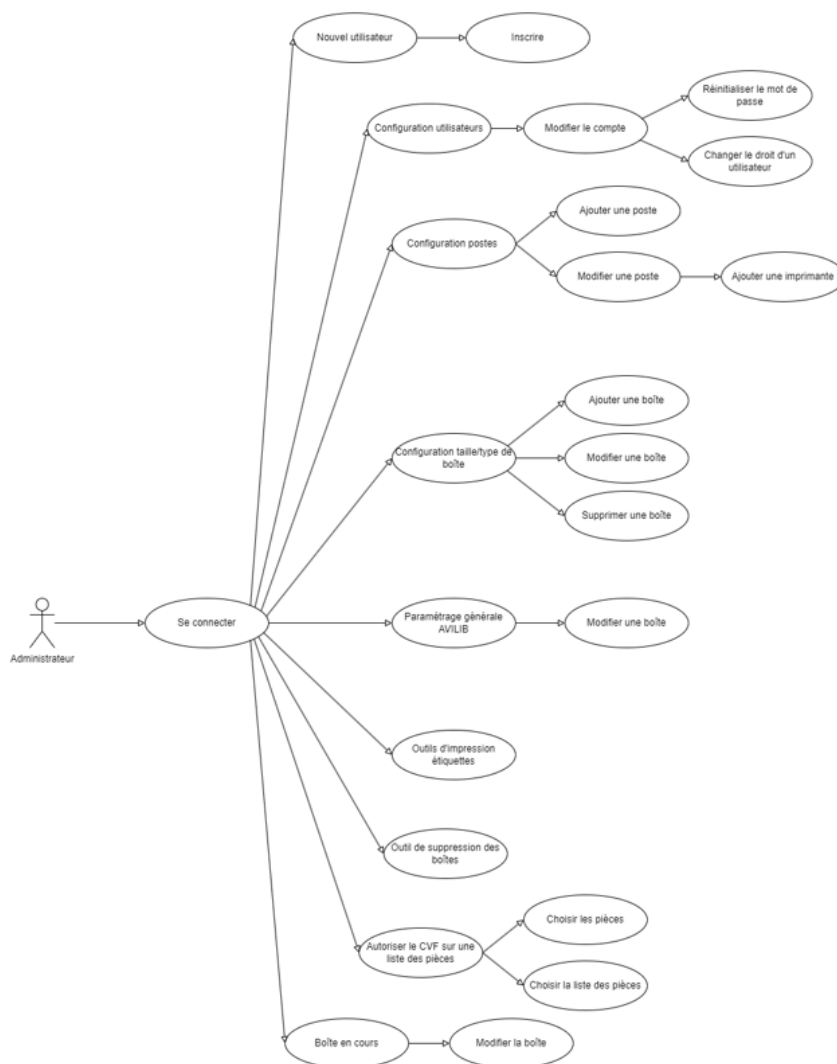 Nouvel utilisateur
Inscrire
Configuration utilisateurs
Modifier le compte
Réinitialiser le mot de
passe
Changer le droit d'un
utilisateur
Configuration postes
Ajouter une poste
Modifier une poste
Ajouter une imprimante
Configuration taille/type de
boîte
Ajouter une boîte
Modifier une boîte
Supprimer une boîte
Administrateur
Se connecter
Paramétrage générale
AVILIB
Modifier une boîte
Outils d'impression
étiquettes
Outil de suppression des
boîtes
Autoriser le CVF sur une
liste des pièces
Choisir les pièces
Choisir la liste des pièces
Boîte en cours
Modifier la boîte